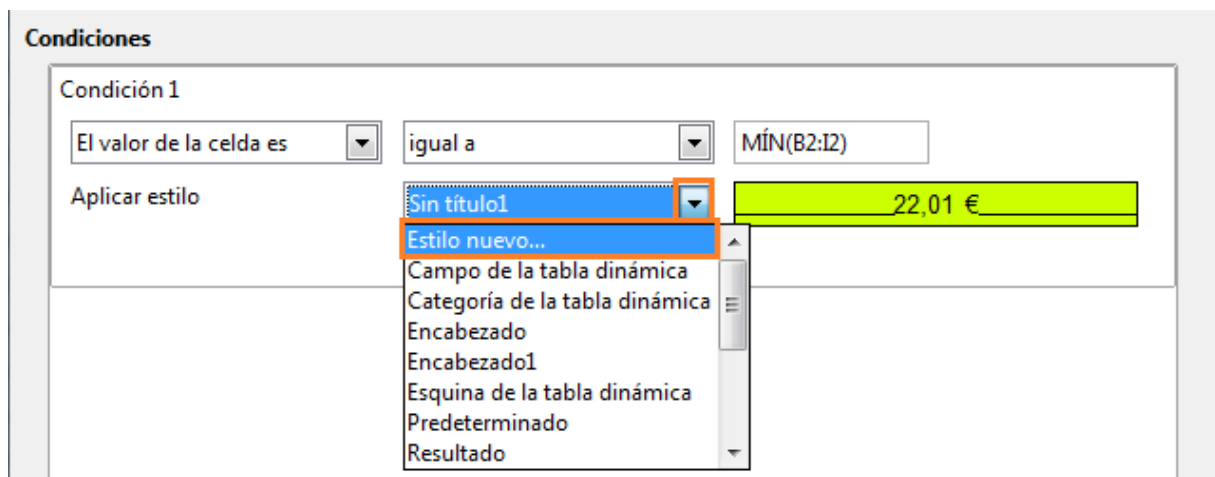 Condiciones
Condición 1
El valor de la celda es igual a MÍN(B2:I2)
Aplicar estilo Sin título1 22,01 €
Estilo nuevo...
Campo de la tabla dinámica
Categoría de la tabla dinámica
Encabezado
Encabezado1
Esquina de la tabla dinámica
Predeterminado
Resultado